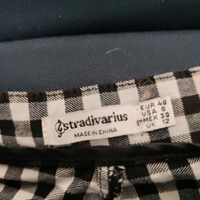 stradivarius
MADE IN CHINA
EUR 40
USA 8
MEX 30
UK 12